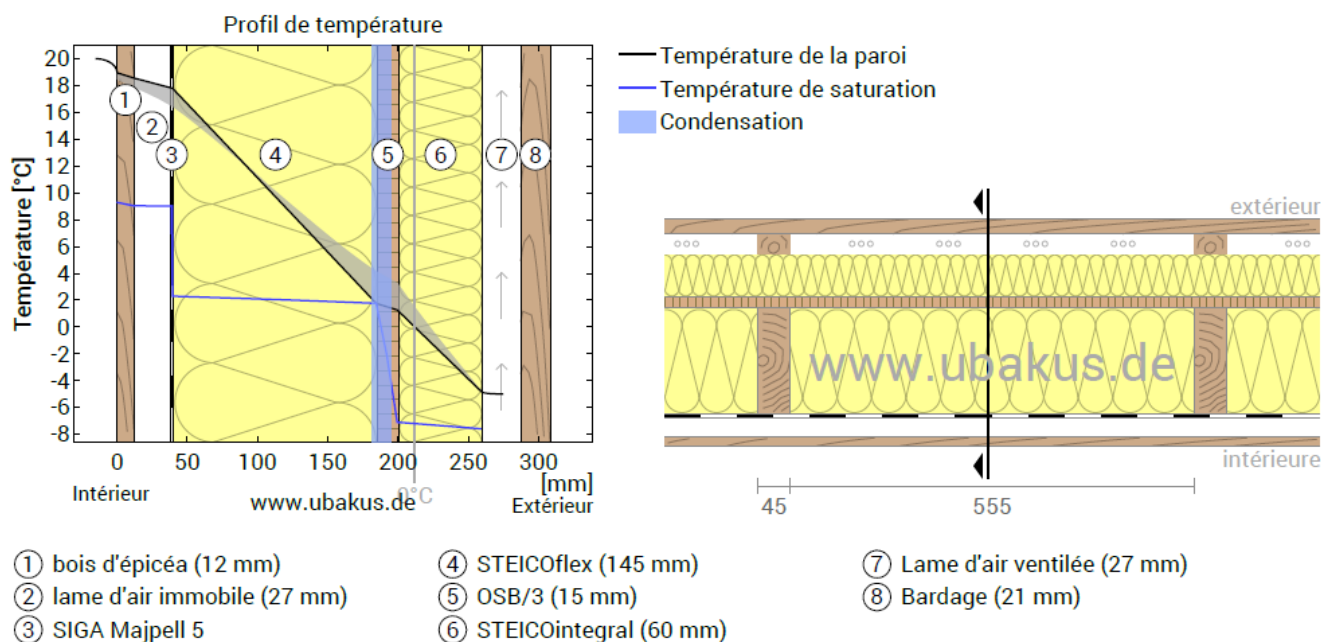 Profil de température
Température [°C]
20
18
16
14
12
10
8
6
4
2
0
-2
-4
-6
-8
1
2
3
4
5
6
7
8
0 50 100 150 200 250 300
[mm]
Intérieur www.ubakus.de 0°C Extérieur
Température de la paroi
Température de saturation
Condensation
extérieur
www.ubakus.de
intérieure
45 555
1 bois d'épicéa (12 mm)
2 lame d'air immobile (27 mm)
3 SIGA Majpell 5
4 STEICOflex (145 mm)
5 OSB/3 (15 mm)
6 STEICOintegral (60 mm)
7 Lame d'air ventilée (27 mm)
8 Bardage (21 mm)